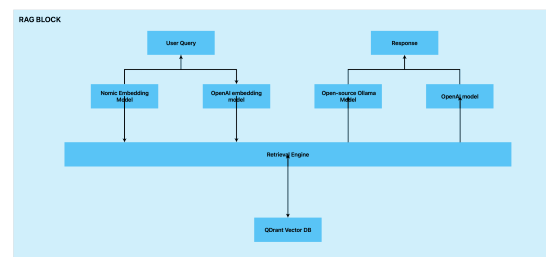 RAG BLOCK
User Query
Response
Nomic Embedding
Model
OpenAI embedding
model
Open-source Ollama
Model
OpenAI model
Retrieval Engine
QDrant Vector DB